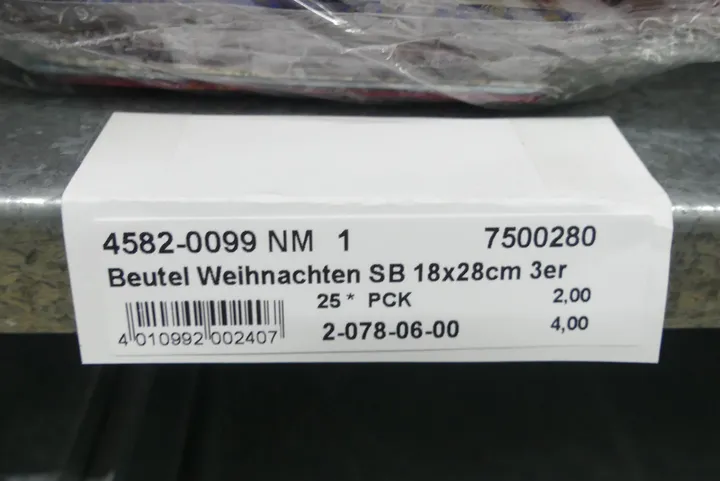 4582-0099 NM 1 7500280
Beutel Weihnachten SB 18x28cm 3er
25 * PCK 2,00
4 010992 002407 2-078-06-00 4,00